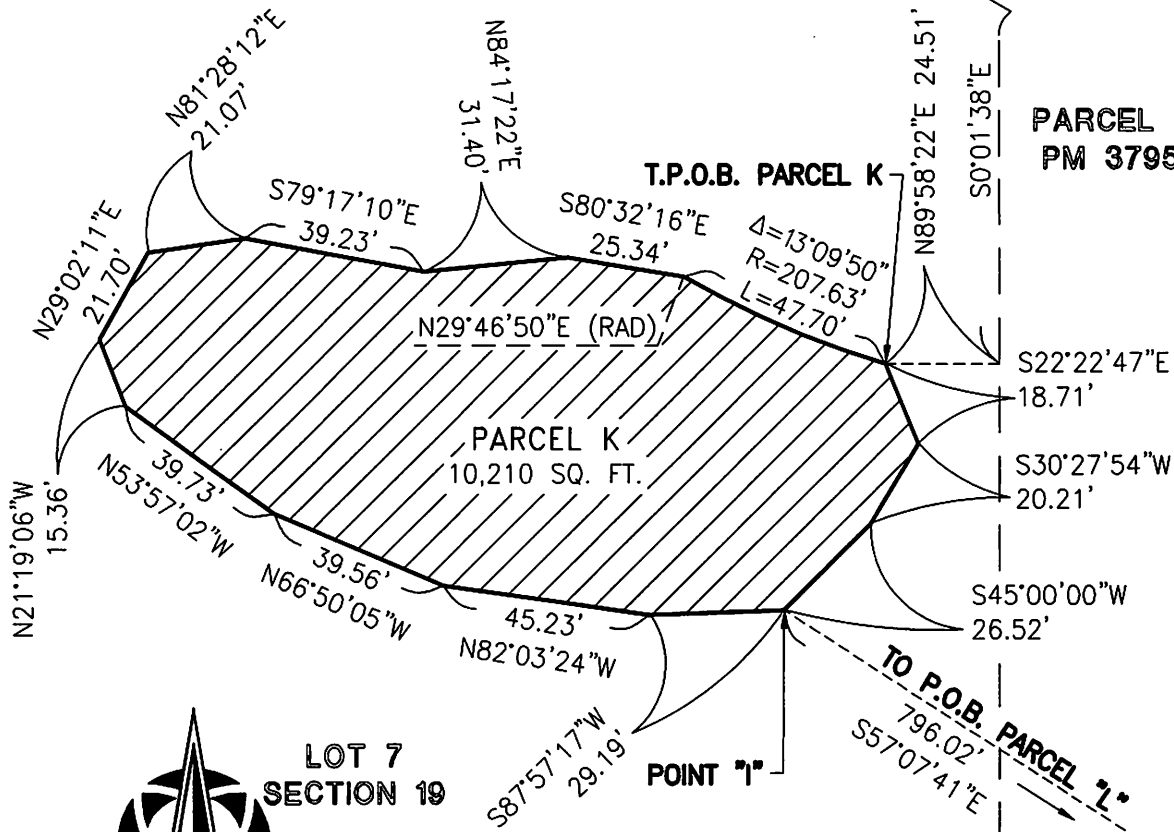 N81°28'12"E
21.07'
N84°17'22"E
31.40'
N89°58'22"E 24.51'
S0°01'38"E
PARCEL
PM 3795
T.P.O.B. PARCEL K
S79°17'10"E
39.23'
S80°32'16"E
25.34'
Δ=13°09'50"
R=207.63'
L=47.70'
N29°02'11"E
21.70'
N29°46'50"E (RAD)
S22°22'47"E
18.71'
PARCEL K
10,210 SQ. FT.
S30°27'54"W
20.21'
N21°19'06"W
15.36'
39.73'
N53°57'02"W
39.56'
N66°50'05"W
45.23'
N82°03'24"W
S45°00'00"W
26.52'
S87°57'17"W
29.19'
POINT "I"
TO P.O.B. PARCEL "L"
796.02'
S57°07'41"E
LOT 7
SECTION 19